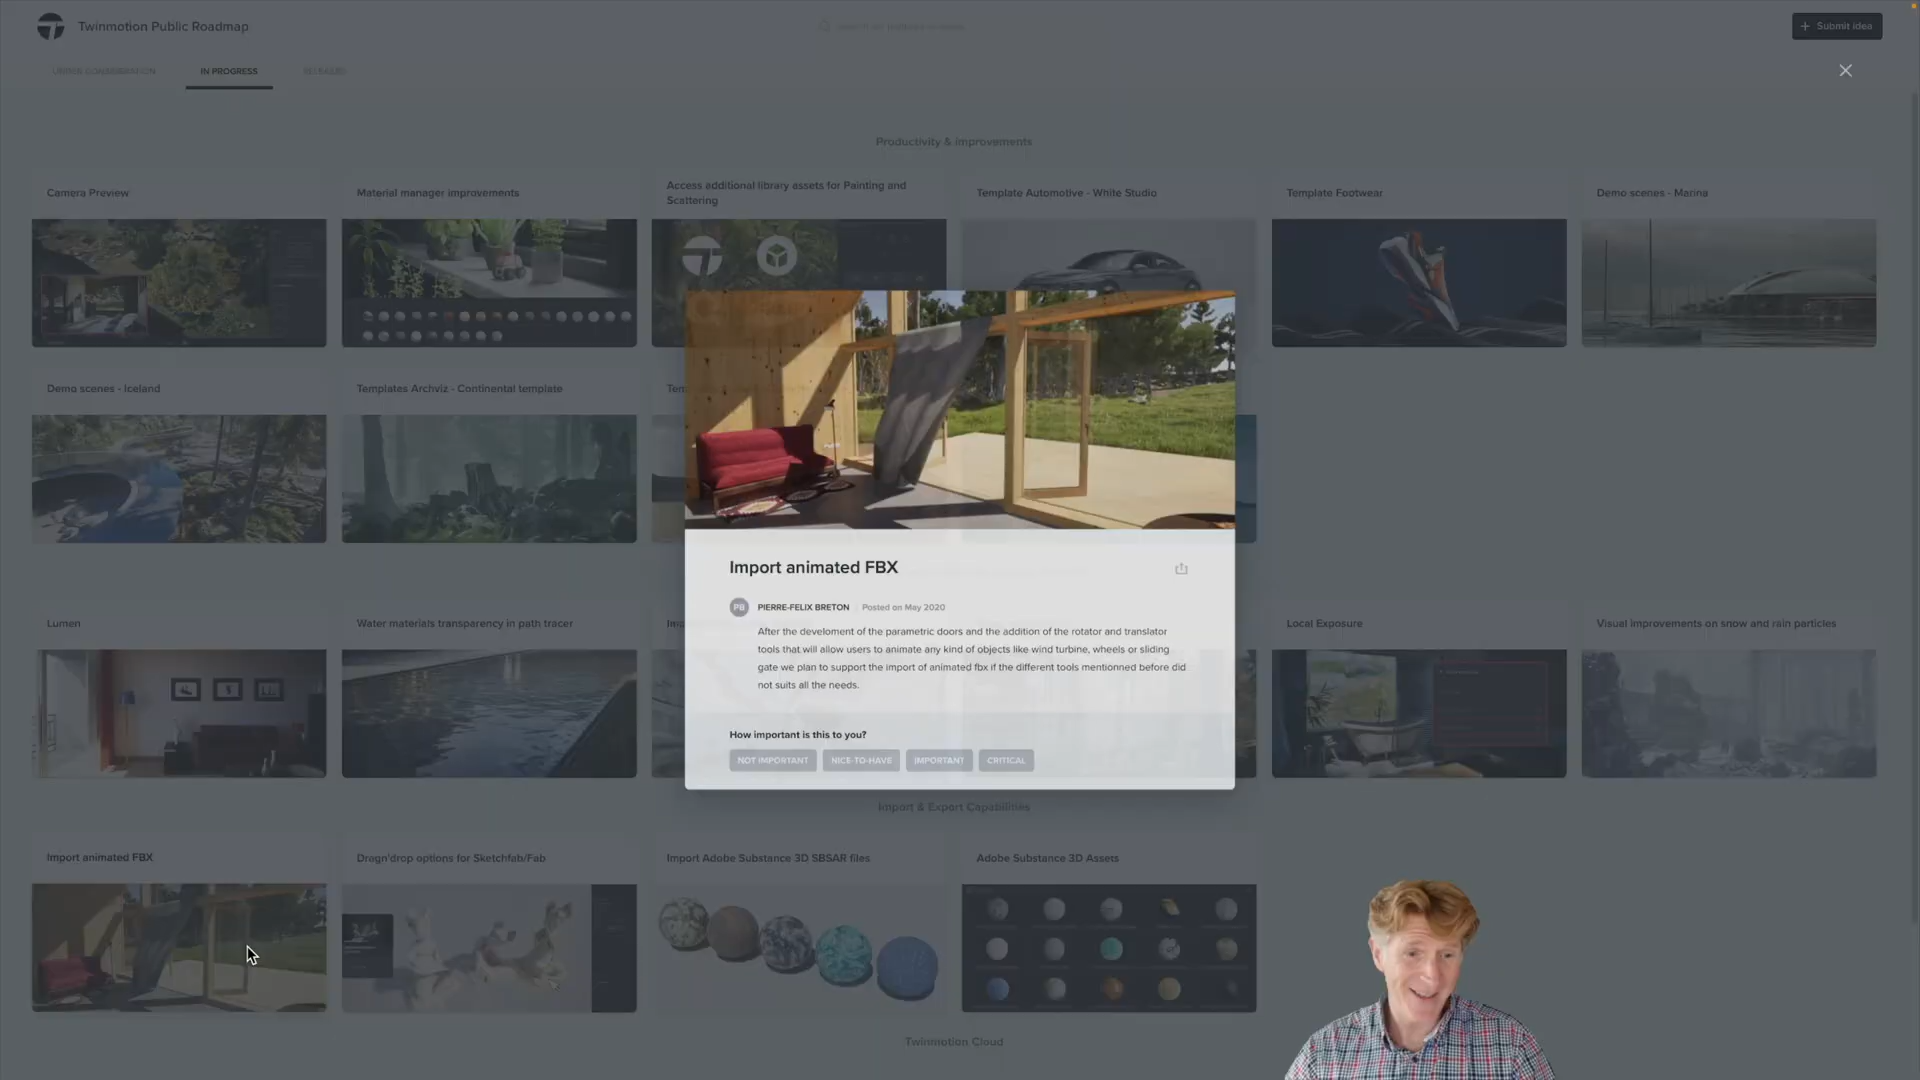 Twinmotion Public Roadmap
+ Submit idea
UNDER CONSIDERATION
IN PROGRESS
RELEASED
Productivity & Improvements
Camera Preview
Material manager improvements
Access additional library assets for Painting and
Scattering
Template Automotive - White Studio
Template Footwear
Demo scenes - Marina
Demo scenes - Iceland
Templates Archviz - Continental template
Import animated FBX
PB PIERRE-FELIX BRETON Posted on May 2020
After the develoment of the parametric doors and the addition of the rotator and translator
tools that will allow users to animate any kind of objects like wind turbine, wheels or sliding
gate we plan to support the import of animated fbx if the different tools mentionned before did
not suits all the needs.
How important is this to you?
NOT IMPORTANT
NICE-TO-HAVE
IMPORTANT
CRITICAL
Lumen
Water materials transparency in path tracer
Local Exposure
Visual improvements on snow and rain particles
Import & Export Capabilities
Import animated FBX
Dragn'drop options for Sketchfab/Fab
Import Adobe Substance 3D SBSAR files
Adobe Substance 3D Assets
Twinmotion Cloud